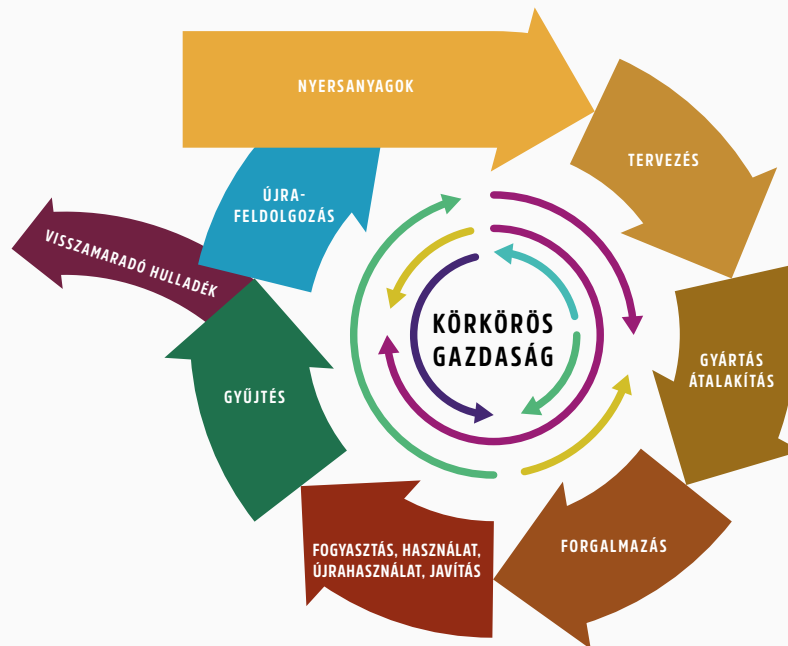 NYERSANYAGOK
TERVEZÉS
GYÁRTÁS
ÁTALAKÍTÁS
FORGALMAZÁS
FOGYASZTÁS, HASZNÁLAT,
ÚJRAHASZNÁLAT, JAVÍTÁS
GYŰJTÉS
VISSZAMARADÓ HULLADÉK
ÚJRA-
FELDOLGOZÁS
KÖRKÖRÖS
GAZDASÁG